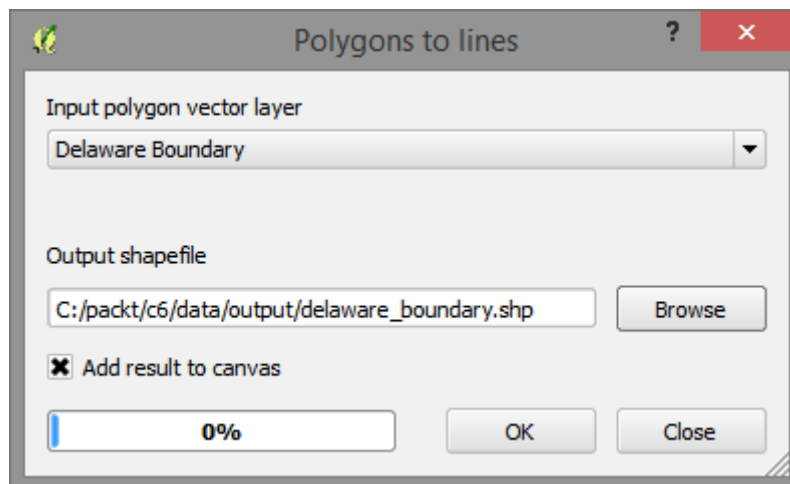 Polygons to lines
?
Input polygon vector layer
Delaware Boundary
Output shapefile
C:/packt/c6/data/output/delaware_boundary.shp
Browse
Add result to canvas
0%
OK
Close